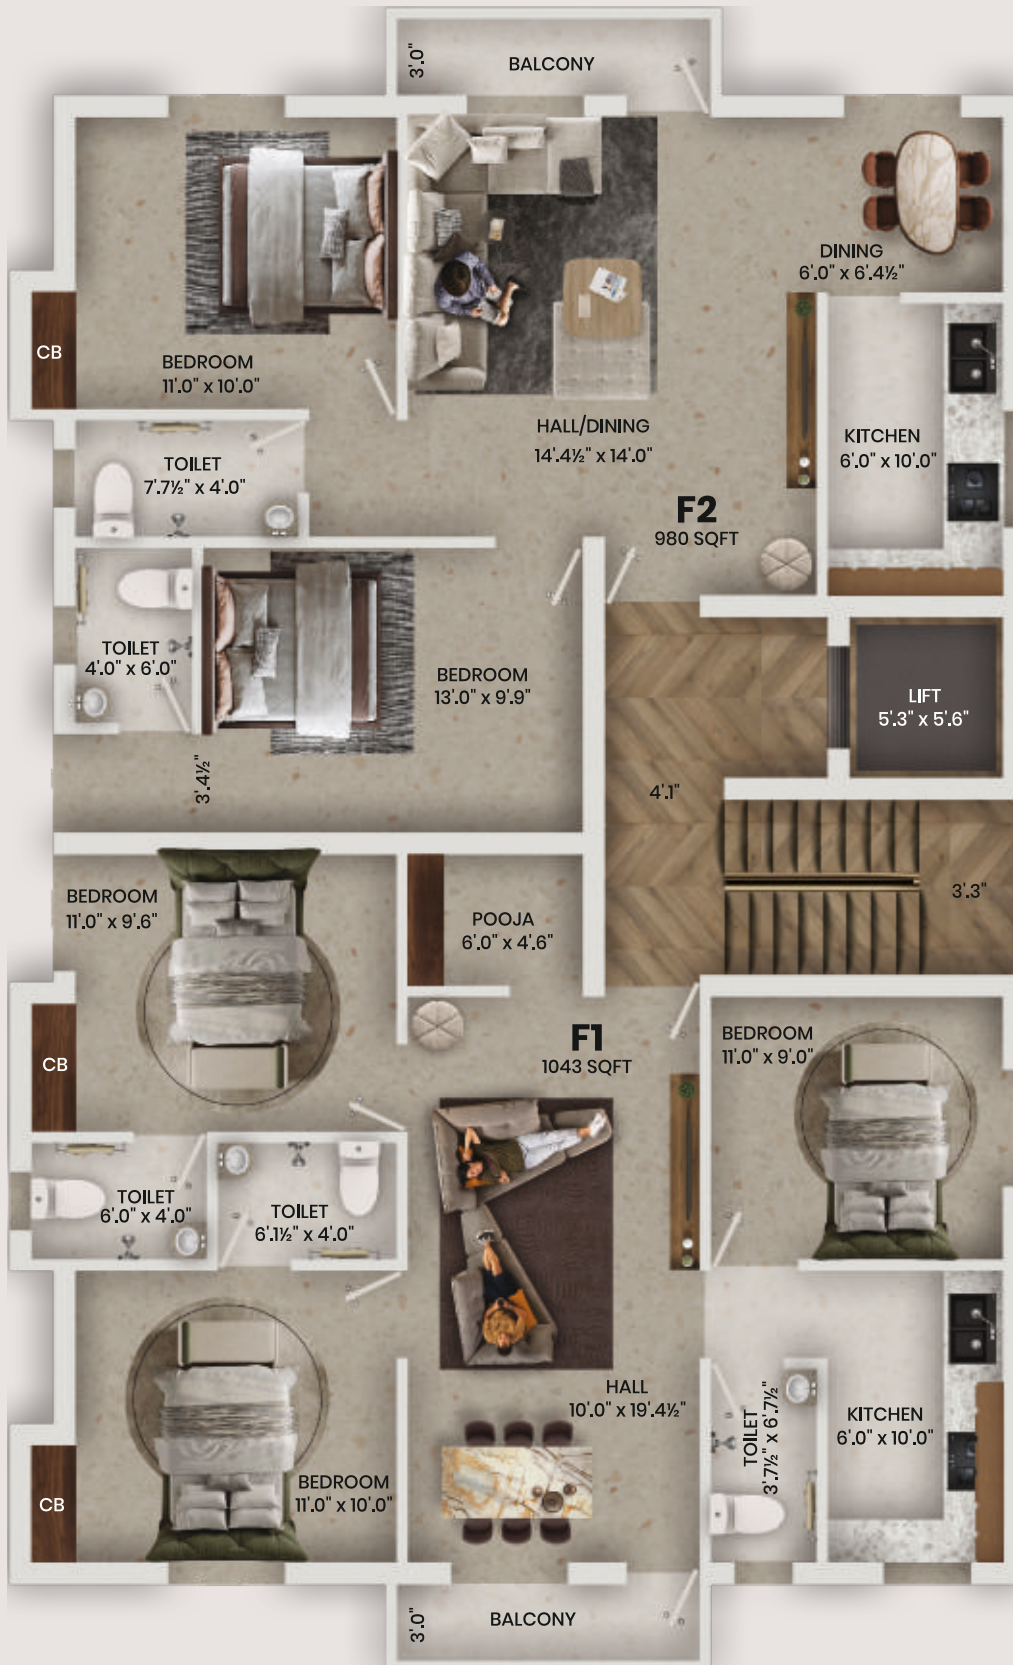 3'.0"
BALCONY
DINING
6'.0" x 6'.4½"
CB
BEDROOM
11'.0" x 10'.0"
HALL/DINING
14'.4½" x 14'.0"
KITCHEN
6'.0" x 10'.0"
TOILET
7'.7½" x 4'.0"
F2
980 SQFT
TOILET
4'.0" x 6'.0"
BEDROOM
13'.0" x 9'.9"
LIFT
5'.3" x 5'.6"
3'.4½"
4'.1"
BEDROOM
11'.0" x 9'.6"
POOJA
6'.0" x 4'.6"
3'.3"
F1
1043 SQFT
BEDROOM
11'.0" x 9'.0"
CB
TOILET
6'.0" x 4'.0"
TOILET
6'.1½" x 4'.0"
HALL
10'.0" x 19'.4½"
TOILET
3'.7½" x 6'.7½"
KITCHEN
6'.0" x 10'.0"
BEDROOM
11'.0" x 10'.0"
CB
3'.0"
BALCONY